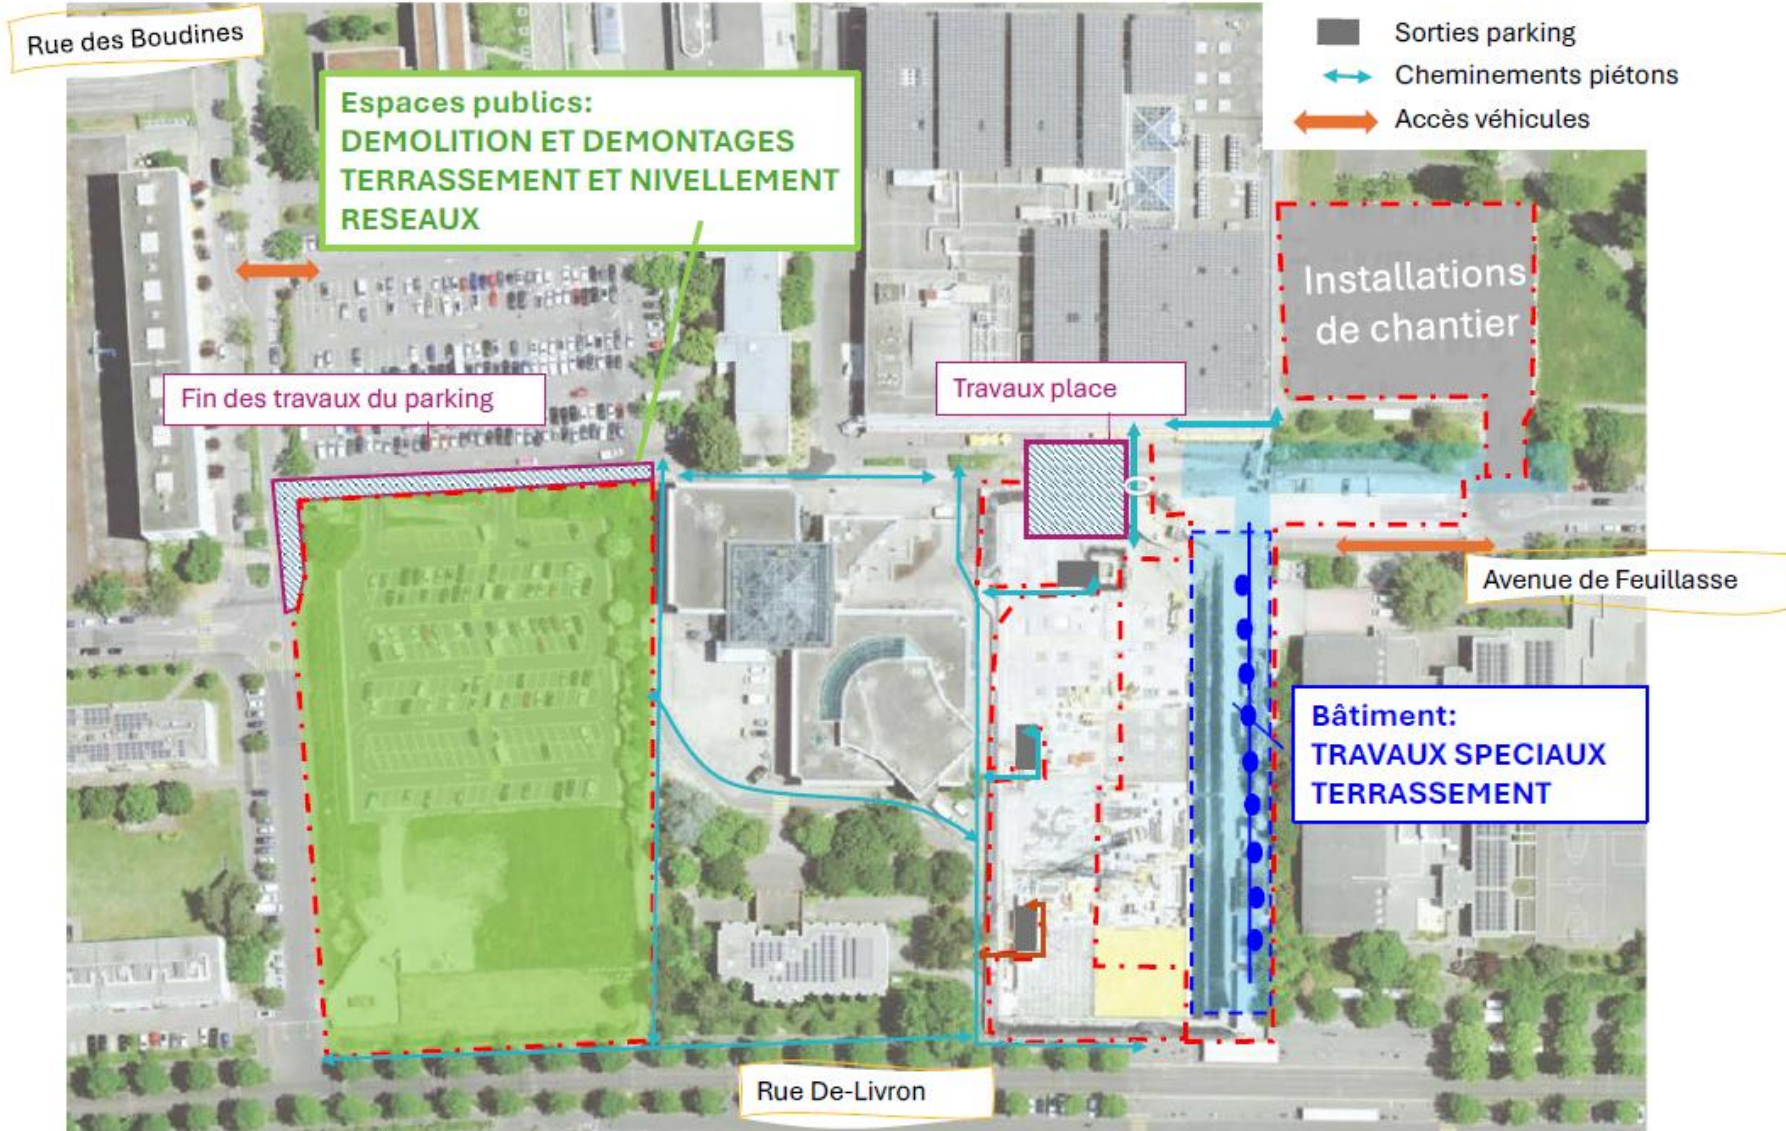 Rue des Boudines
Sorties parking
Cheminements piétons
Accès véhicules
Espaces publics:
DEMOLITION ET DEMONTAGES
TERRASSEMENT ET NIVELLEMENT
RESEAUX
Installations
de chantier
Fin des travaux du parking
Travaux place
Avenue de Feuillasse
Bâtiment:
TRAVAUX SPECIAUX
TERRASSEMENT
Rue De-Livron